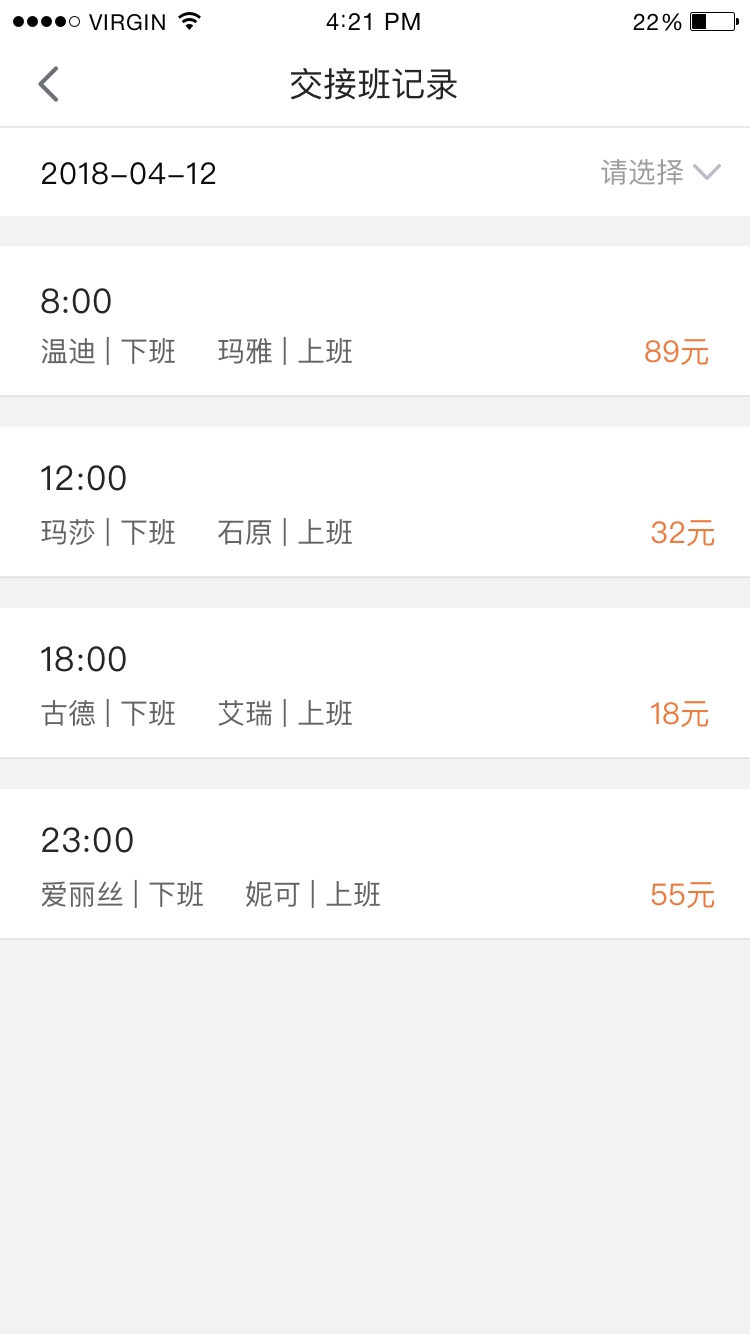 VIRGIN 4:21 PM 22%
交接班记录
2018–04–12 请选择
8:00
温迪 | 下班 玛雅 | 上班 89元
12:00
玛莎 | 下班 石原 | 上班 32元
18:00
古德 | 下班 艾瑞 | 上班 18元
23:00
爱丽丝 | 下班 妮可 | 上班 55元